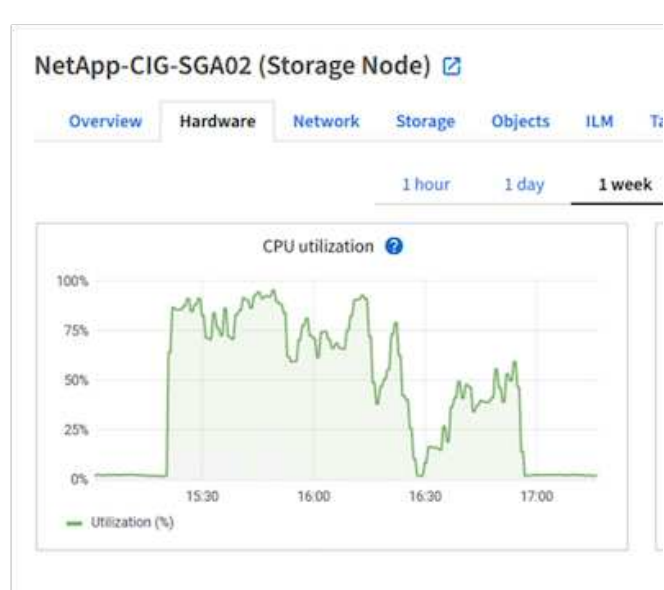 NetApp-CIG-SGA02 (Storage Node)
Overview Hardware Network Storage Objects ILM Ta
1 hour 1 day 1 week
CPU utilization ?
100%
75%
50%
25%
0%
15:30 16:00 16:30 17:00
Utilization (%)